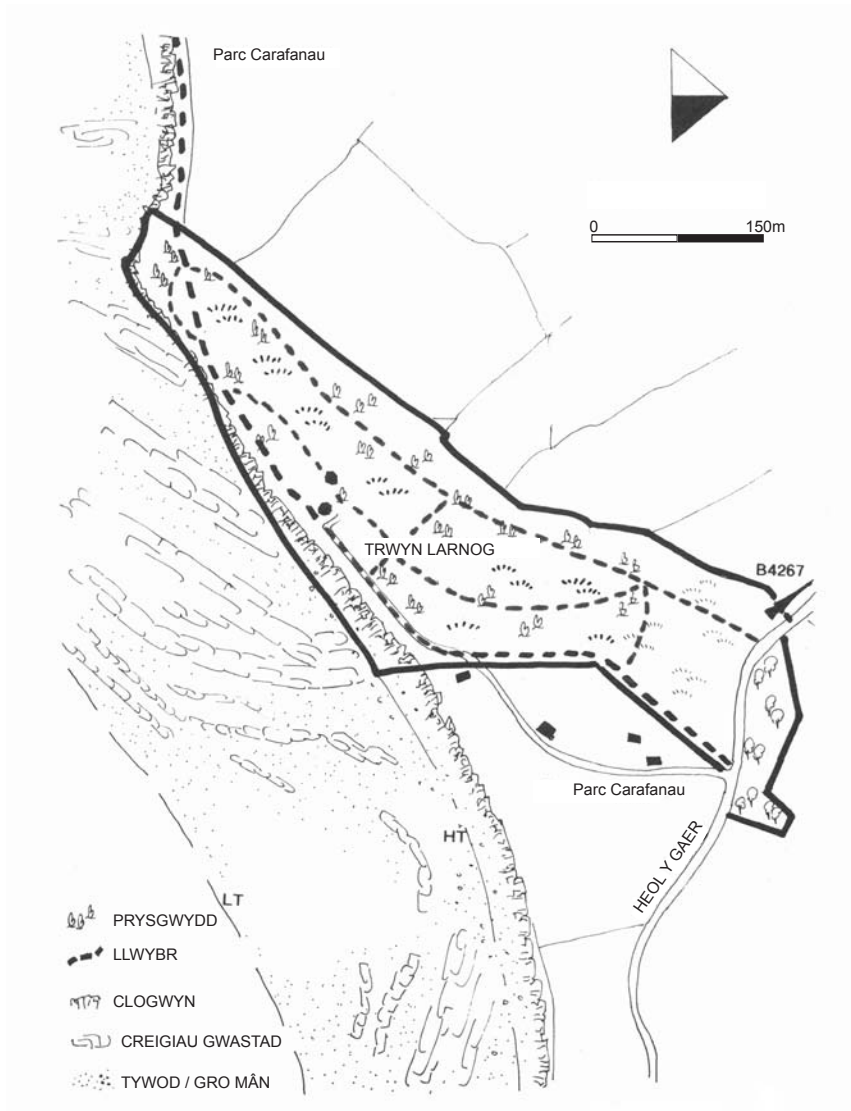 Parc Carafanau
0 150m
TRWYN LARNOG
B4267
Parc Carafanau
HEOL Y GAER
HT
LT
PRYSGWYDD
LLWYBR
CLOGWYN
CREIGIAU GWASTAD
TYWOD / GRO MÂN